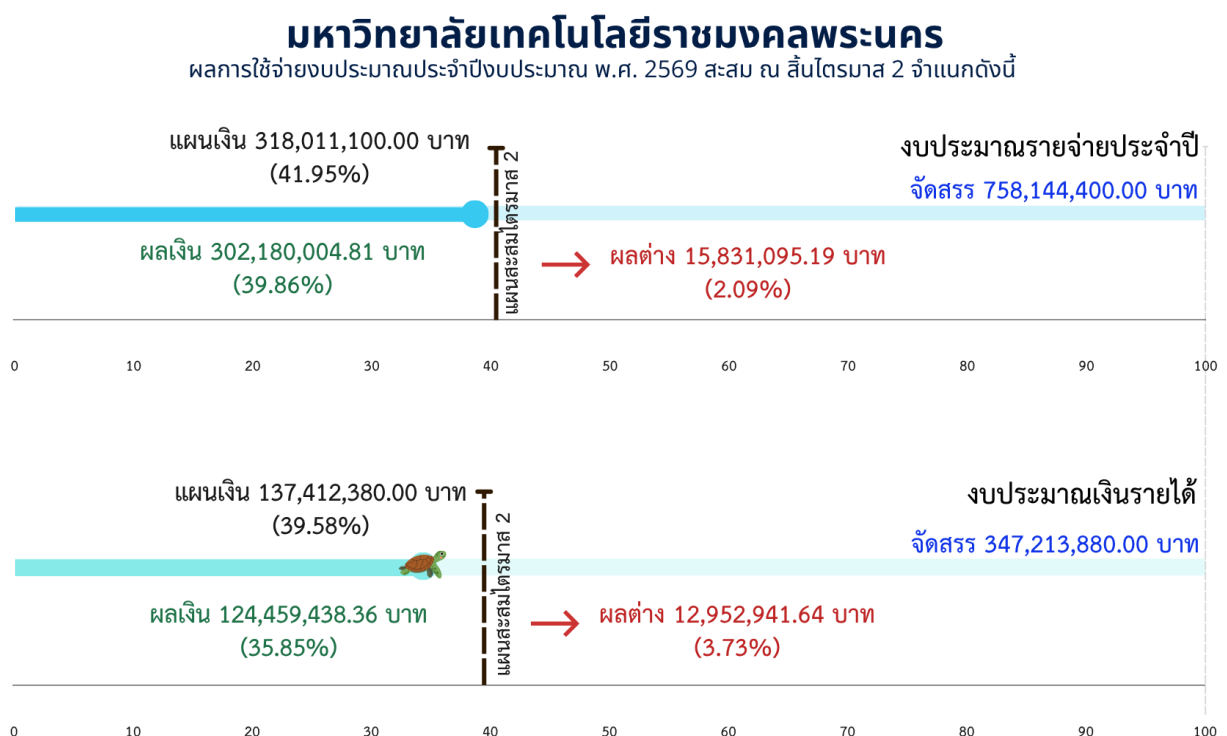 มหาวิทยาลัยเทคโนโลยีราชมงคลพระนคร
ผลการใช้จ่ายงบประมาณประจำปีงบประมาณ พ.ศ. 2569 สะสม ณ สิ้นไตรมาส 2 จำแนกดังนี้
แผนเงิน 318,011,100.00 บาท
(41.95%)
แผนสะสมไตรมาส 2
งบประมาณรายจ่ายประจำปี
จัดสรร 758,144,400.00 บาท
ผลเงิน 302,180,004.81 บาท
(39.86%)
ผลต่าง 15,831,095.19 บาท
(2.09%)
0 10 20 30 40 50 60 70 80 90 100
แผนเงิน 137,412,380.00 บาท
(39.58%)
แผนสะสมไตรมาส 2
งบประมาณเงินรายได้
จัดสรร 347,213,880.00 บาท
ผลเงิน 124,459,438.36 บาท
(35.85%)
ผลต่าง 12,952,941.64 บาท
(3.73%)
0 10 20 30 40 50 60 70 80 90 100